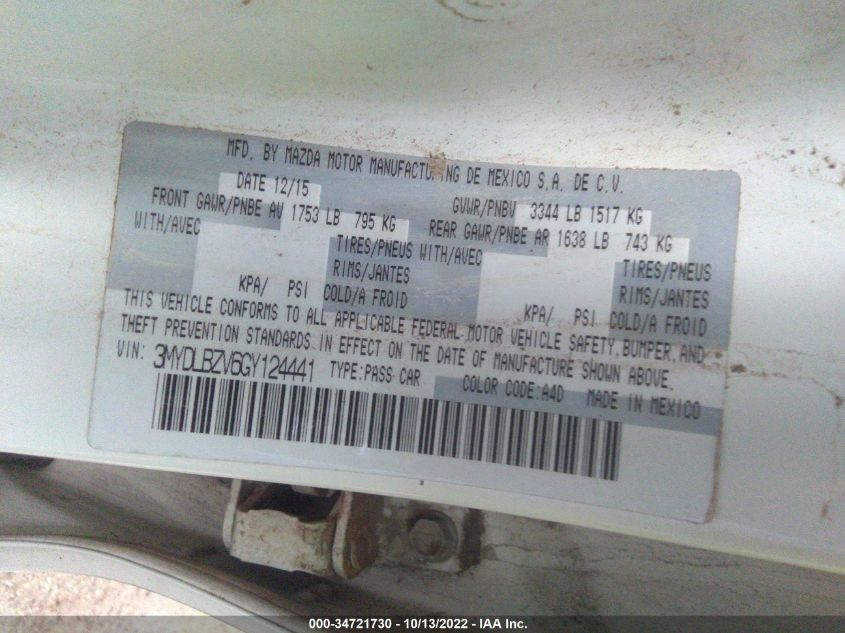 MFD. BY MAZDA MOTOR MANUFACTURING DE MEXICO S.A. DE C.V.
DATE 12/15 GVWR/PNBV 3344 LB 1517 KG
FRONT GAWR/PNBE AV 1753 LB 795 KG REAR GAWR/PNBE AR 1638 LB 743 KG
WITH/AVEC TIRES/PNEUS WITH/AVEC TIRES/PNEUS
RIMS/JANTES RIMS/JANTES
KPA/ PSI COLD/A FROID KPA/ PSI COLD/A FROID
THIS VEHICLE CONFORMS TO ALL APPLICABLE FEDERAL MOTOR VEHICLE SAFETY, BUMPER, AND
THEFT PREVENTION STANDARDS IN EFFECT ON THE DATE OF MANUFACTURE SHOWN ABOVE.
VIN: 3MYDLBZV6GY124441 TYPE:PASS CAR COLOR CODE:A4D MADE IN MEXICO
000-34721730 - 10/13/2022 - IAA Inc.